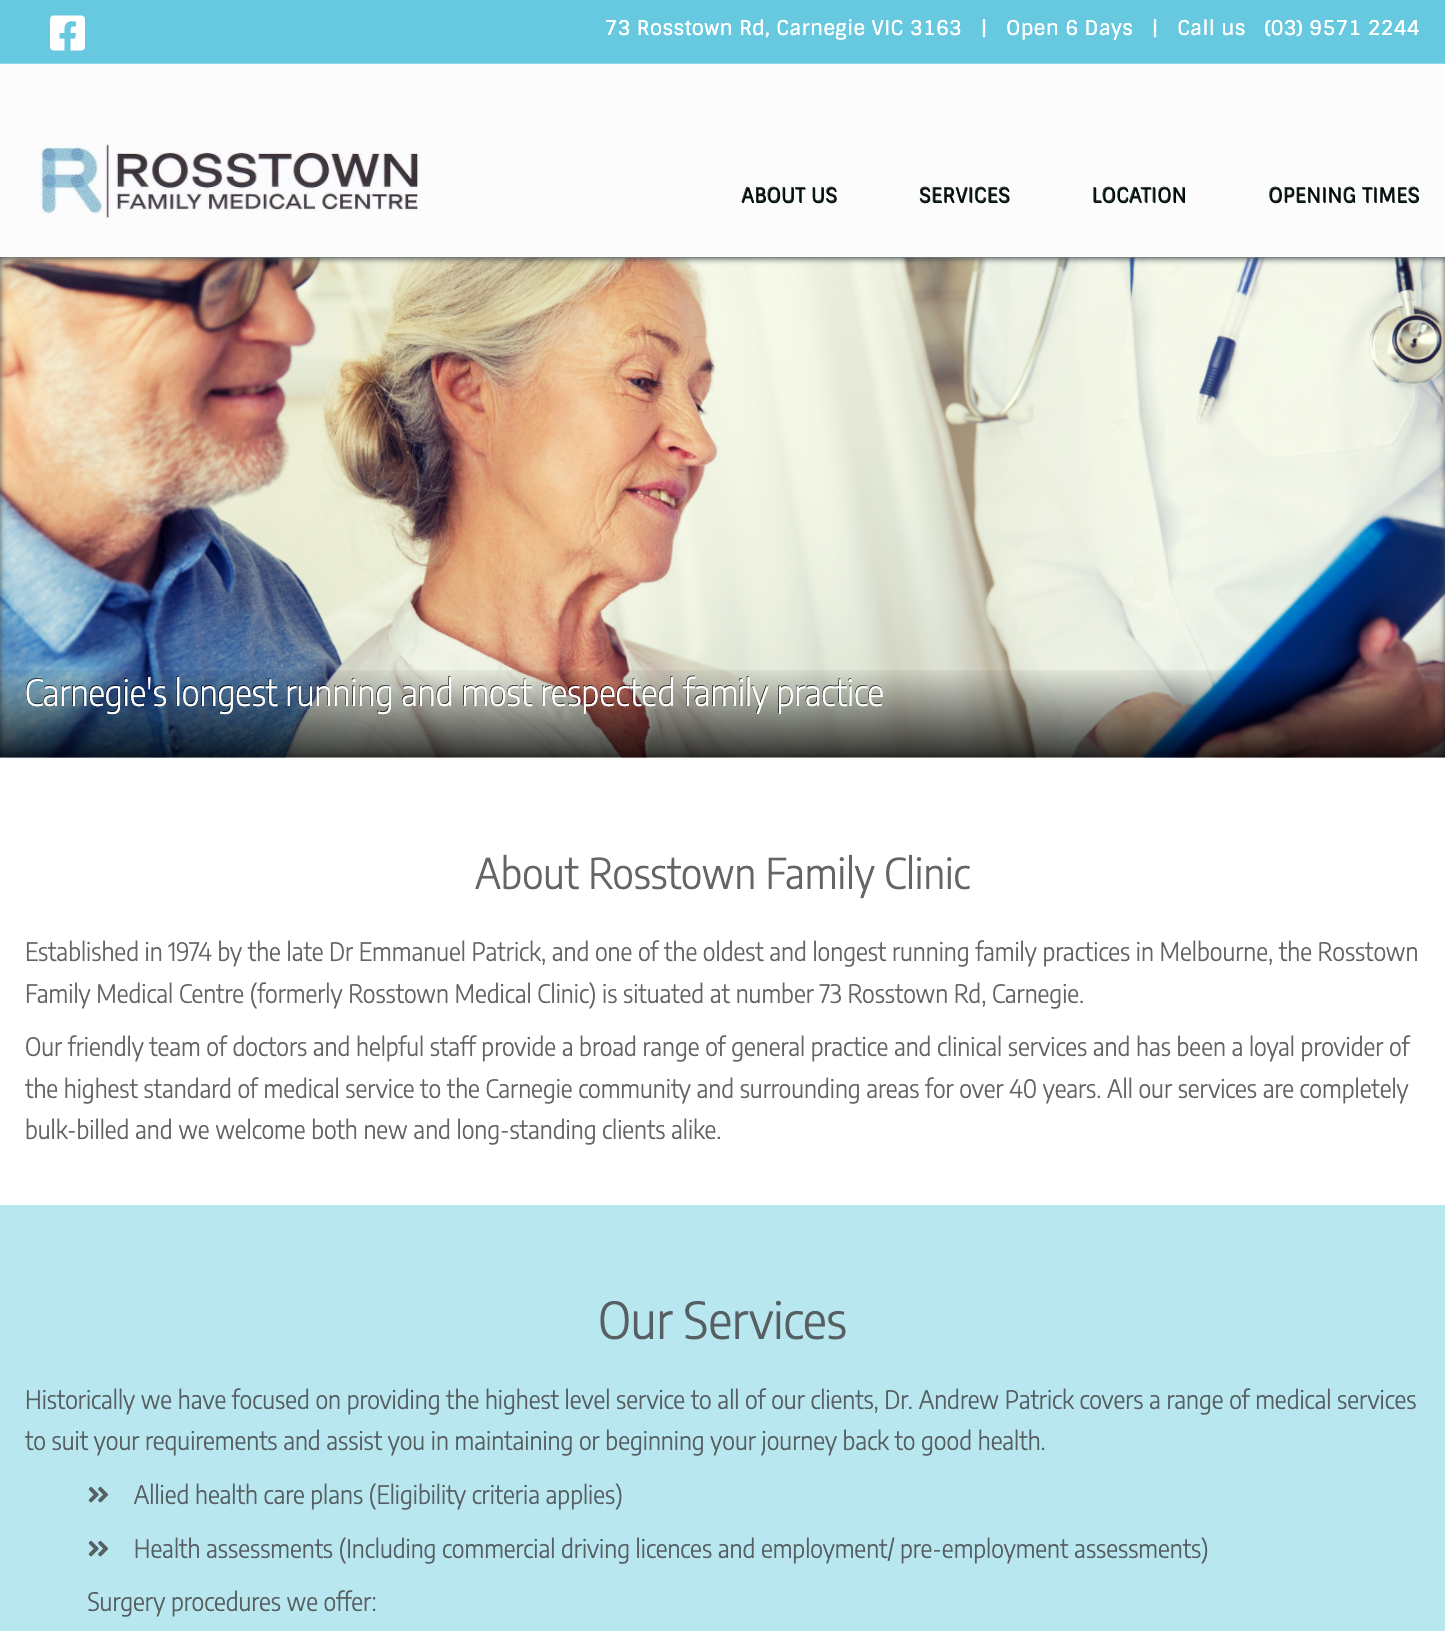 73 Rosstown Rd, Carnegie VIC 3163 | Open 6 Days | Call us (03) 9571 2244
R ROSSTOWN
FAMILY MEDICAL CENTRE
ABOUT US SERVICES LOCATION OPENING TIMES
Carnegie's longest running and most respected family practice
About Rosstown Family Clinic
Established in 1974 by the late Dr Emmanuel Patrick, and one of the oldest and longest running family practices in Melbourne, the Rosstown
Family Medical Centre (formerly Rosstown Medical Clinic) is situated at number 73 Rosstown Rd, Carnegie.
Our friendly team of doctors and helpful staff provide a broad range of general practice and clinical services and has been a loyal provider of
the highest standard of medical service to the Carnegie community and surrounding areas for over 40 years. All our services are completely
bulk-billed and we welcome both new and long-standing clients alike.
Our Services
Historically we have focused on providing the highest level service to all of our clients, Dr. Andrew Patrick covers a range of medical services
to suit your requirements and assist you in maintaining or beginning your journey back to good health.
» Allied health care plans (Eligibility criteria applies)
» Health assessments (Including commercial driving licences and employment/ pre-employment assessments)
Surgery procedures we offer: